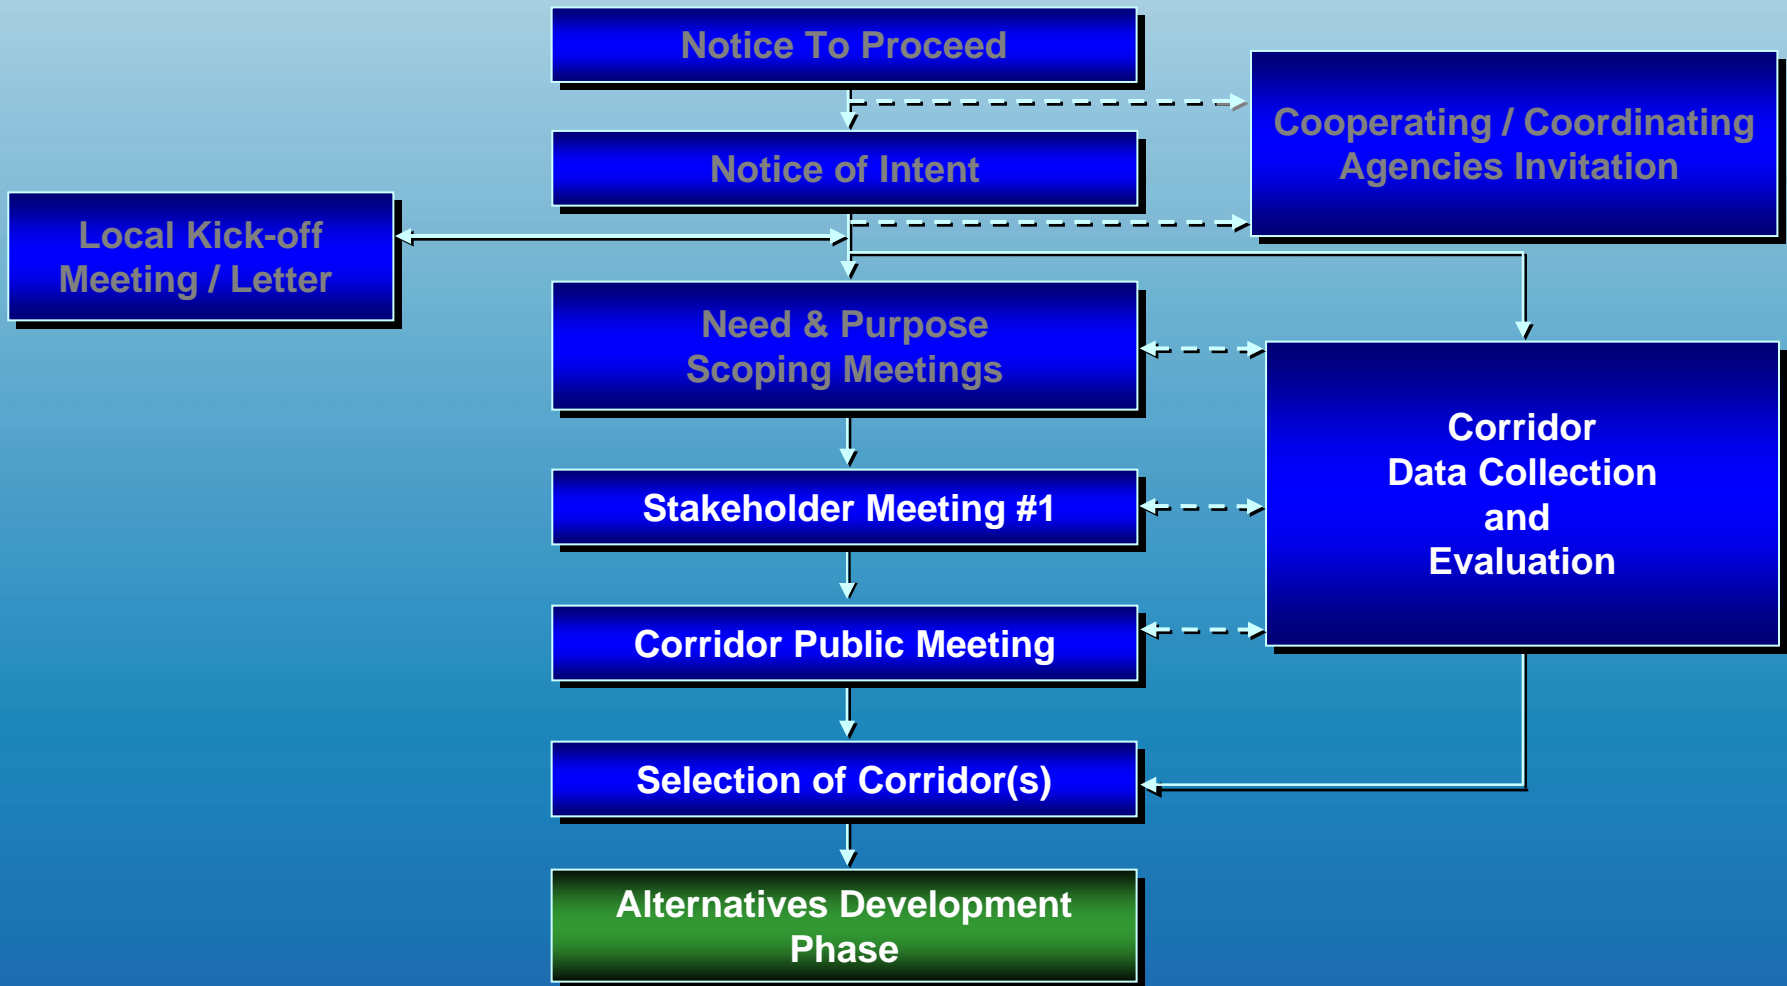 Notice To Proceed
Cooperating / Coordinating
Agencies Invitation
Notice of Intent
Local Kick-off
Meeting / Letter
Need & Purpose
Scoping Meetings
Corridor
Data Collection
and
Evaluation
Stakeholder Meeting #1
Corridor Public Meeting
Selection of Corridor(s)
Alternatives Development
Phase